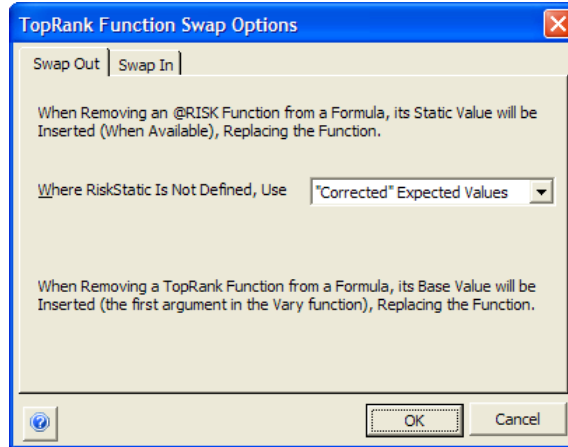 TopRank Function Swap Options
Swap Out
Swap In
When Removing an @RISK Function from a Formula, its Static Value will be
Inserted (When Available), Replacing the Function.
Where RiskStatic Is Not Defined, Use
"Corrected" Expected Values
When Removing a TopRank Function from a Formula, its Base Value will be
Inserted (the first argument in the Vary function), Replacing the Function.
?
OK
Cancel